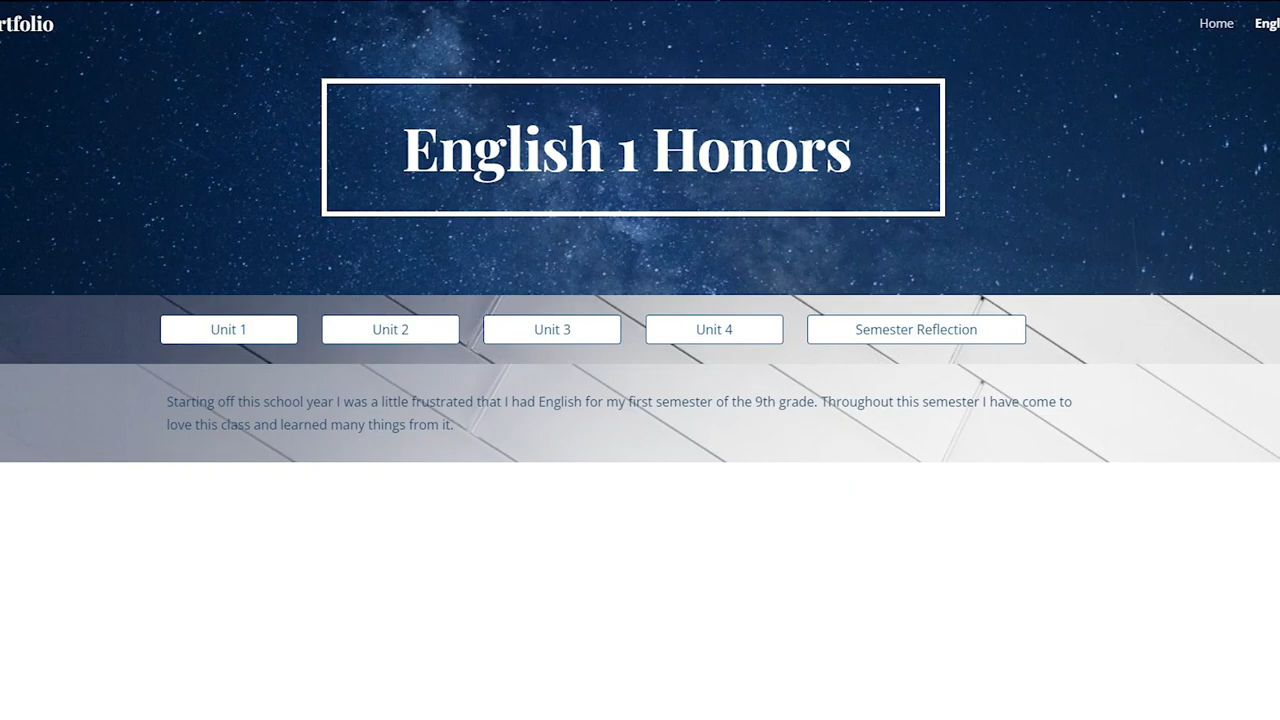 rtfolio
Home
Engl
English 1 Honors
Unit 1
Unit 2
Unit 3
Unit 4
Semester Reflection
Starting off this school year I was a little frustrated that I had English for my first semester of the 9th grade. Throughout this semester I have come to
love this class and learned many things from it.